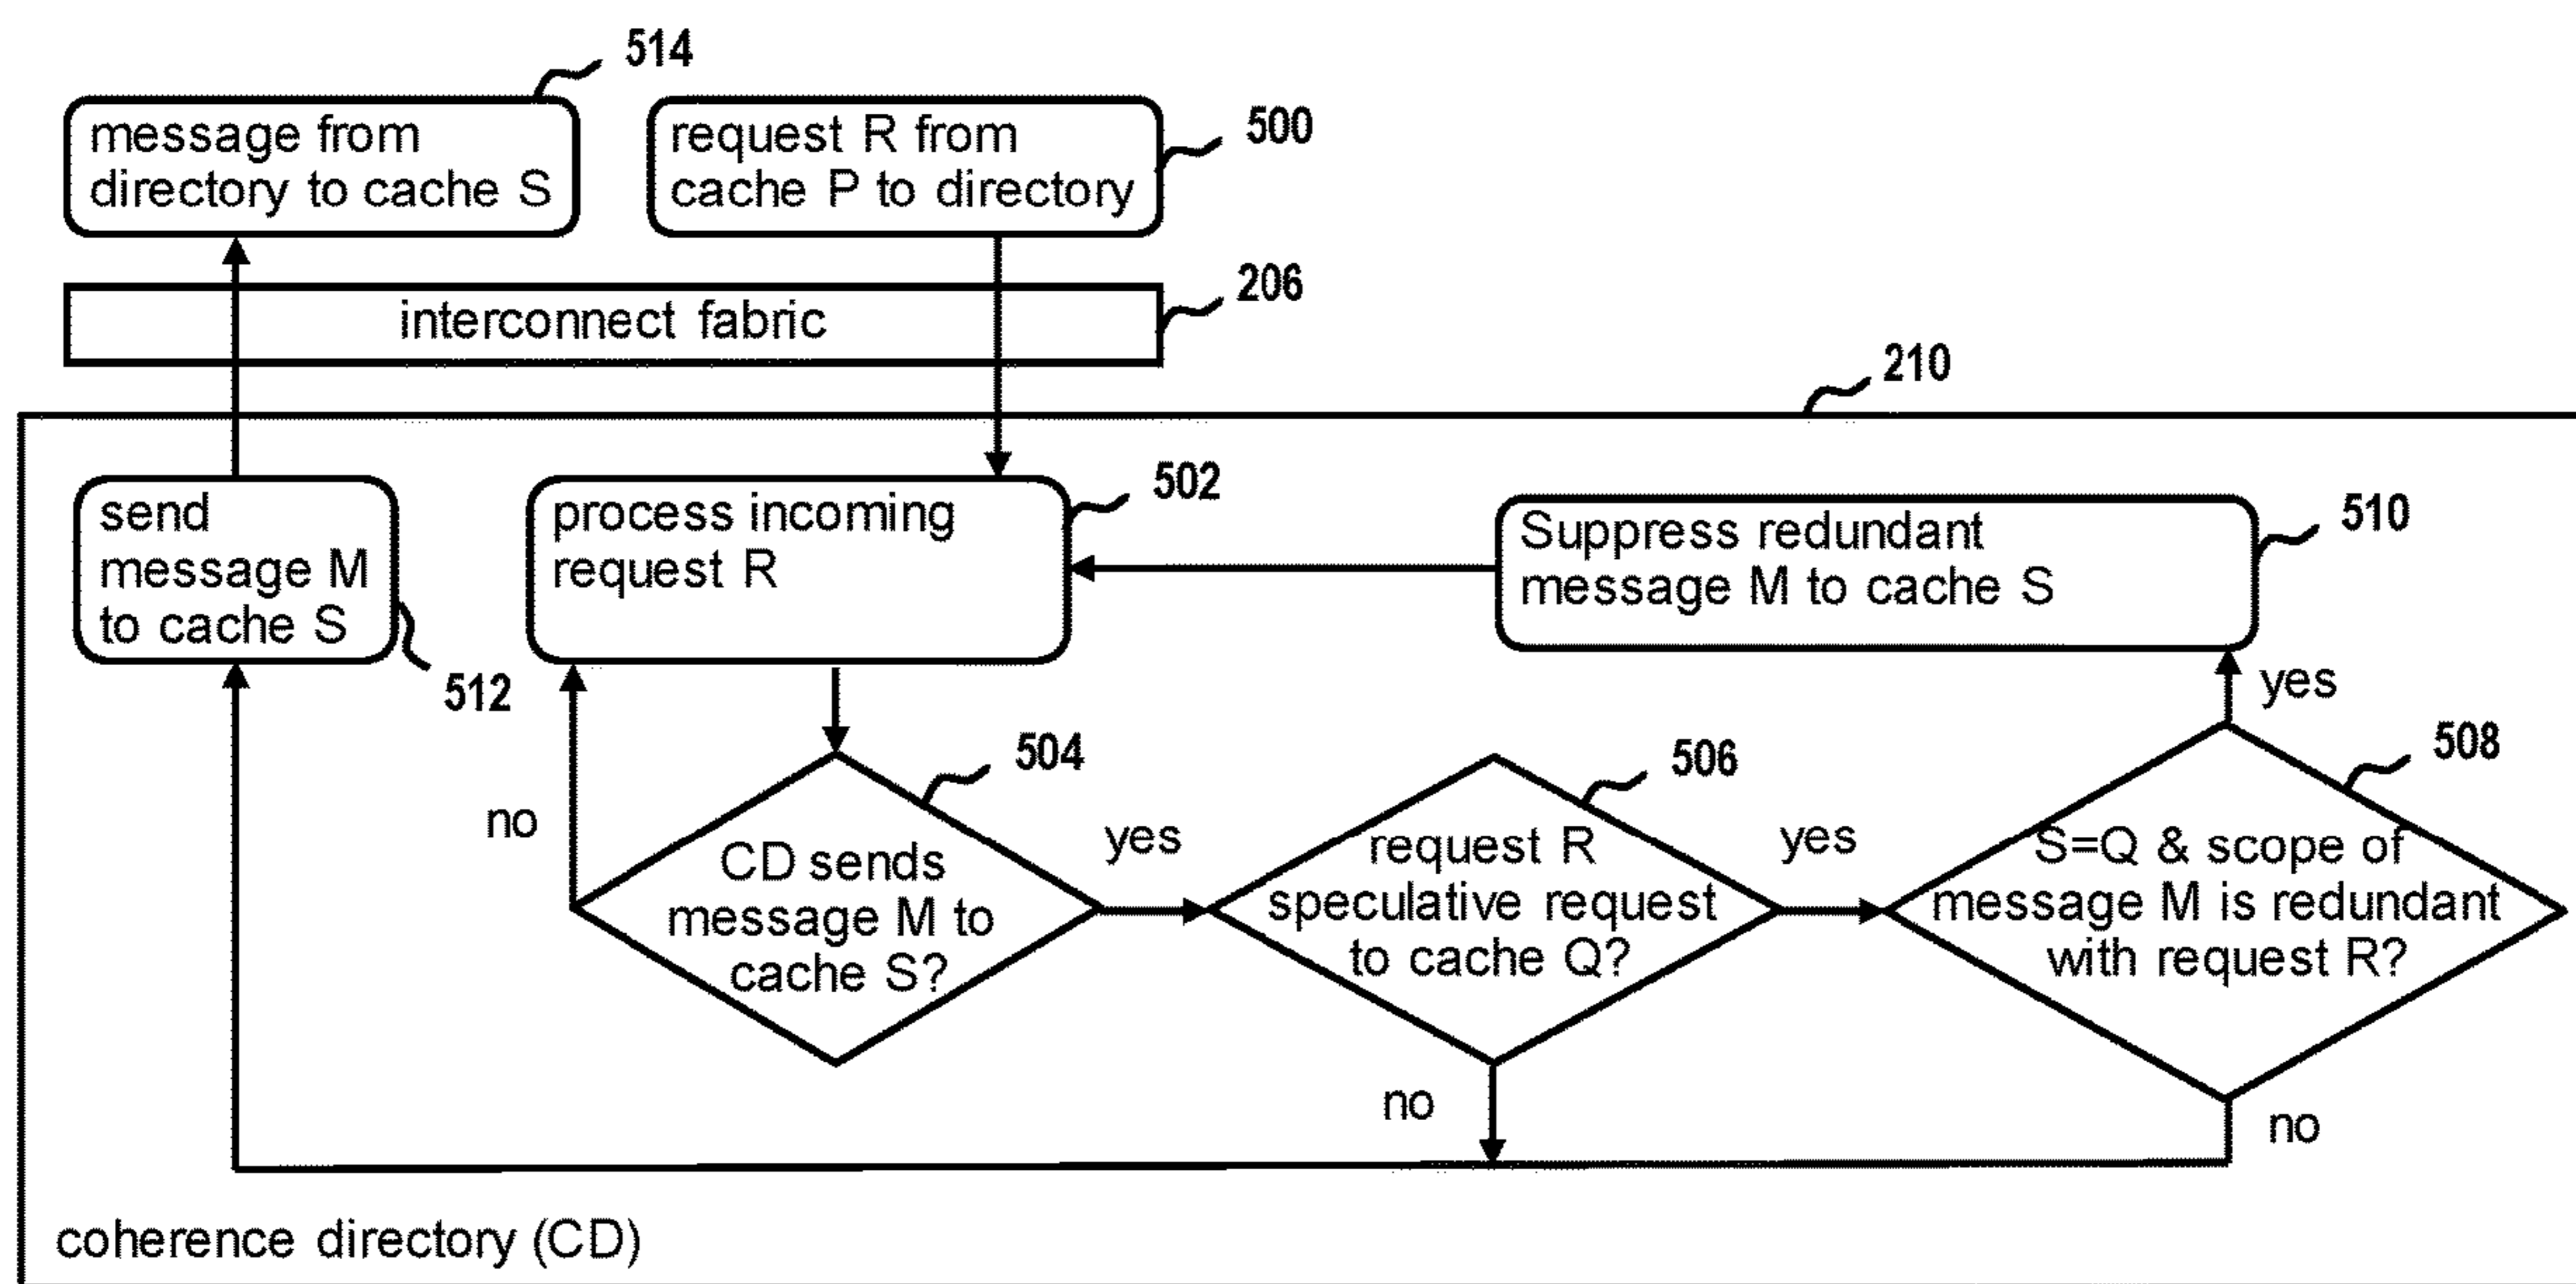 514
message from
directory to cache S
request R from
cache P to directory
500
interconnect fabric
206
210
send
message M
to cache S
512
process incoming
request R
502
Suppress redundant
message M to cache S
510
yes
no
504
CD sends
message M to
cache S?
yes
506
request R
speculative request
to cache Q?
yes
508
S=Q & scope of
message M is redundant
with request R?
no
no
coherence directory (CD)